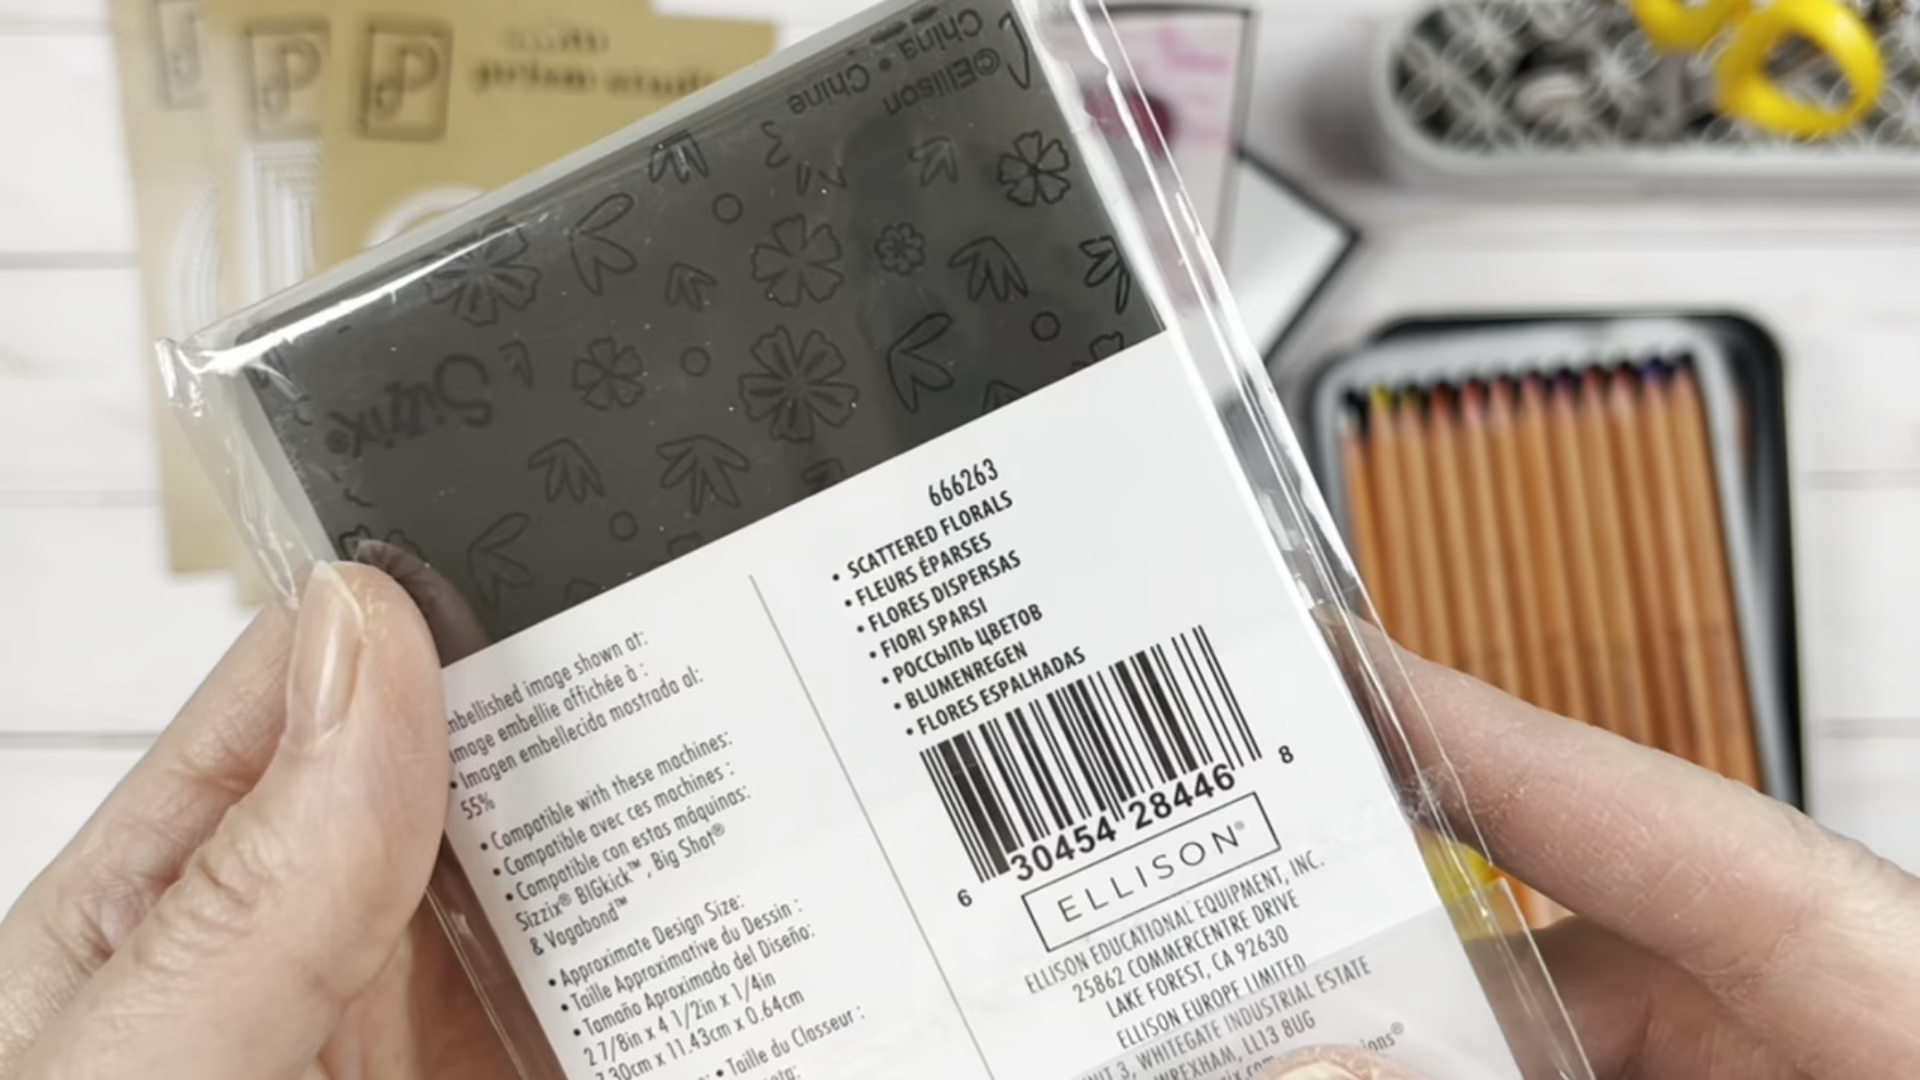 prism studio
©Ellison
China • Chine
Sizzix®
666263
• SCATTERED FLORALS
• FLEURS ÉPARSES
• FLORES DISPERSAS
• FIORI SPARSI
• РОССЫПЬ ЦВЕТОВ
• BLUMENREGEN
• FLORES ESPALHADAS
6 30454 28446 8
ELLISON®
ELLISON EDUCATIONAL EQUIPMENT, INC.
25862 COMMERCENTRE DRIVE
LAKE FOREST, CA 92630
ELLISON EUROPE LIMITED
3, WHITEGATE INDUSTRIAL ESTATE
WREXHAM, LL13 8UG
mbellished image shown at:
image embellie affichée à :
• Imagen embellecida mostrada al:
55%
• Compatible with these machines:
• Compatible avec ces machines :
• Compatible con estas máquinas:
Sizzix® BIGkick™, Big Shot®
& Vagabond™
• Approximate Design Size:
• Taille Approximative du Dessin :
• Tamaño Aproximado del Diseño:
2 7/8in x 4 1/2in x 1/4in
7.30cm x 11.43cm x 0.64cm
• Taille du Classeur :